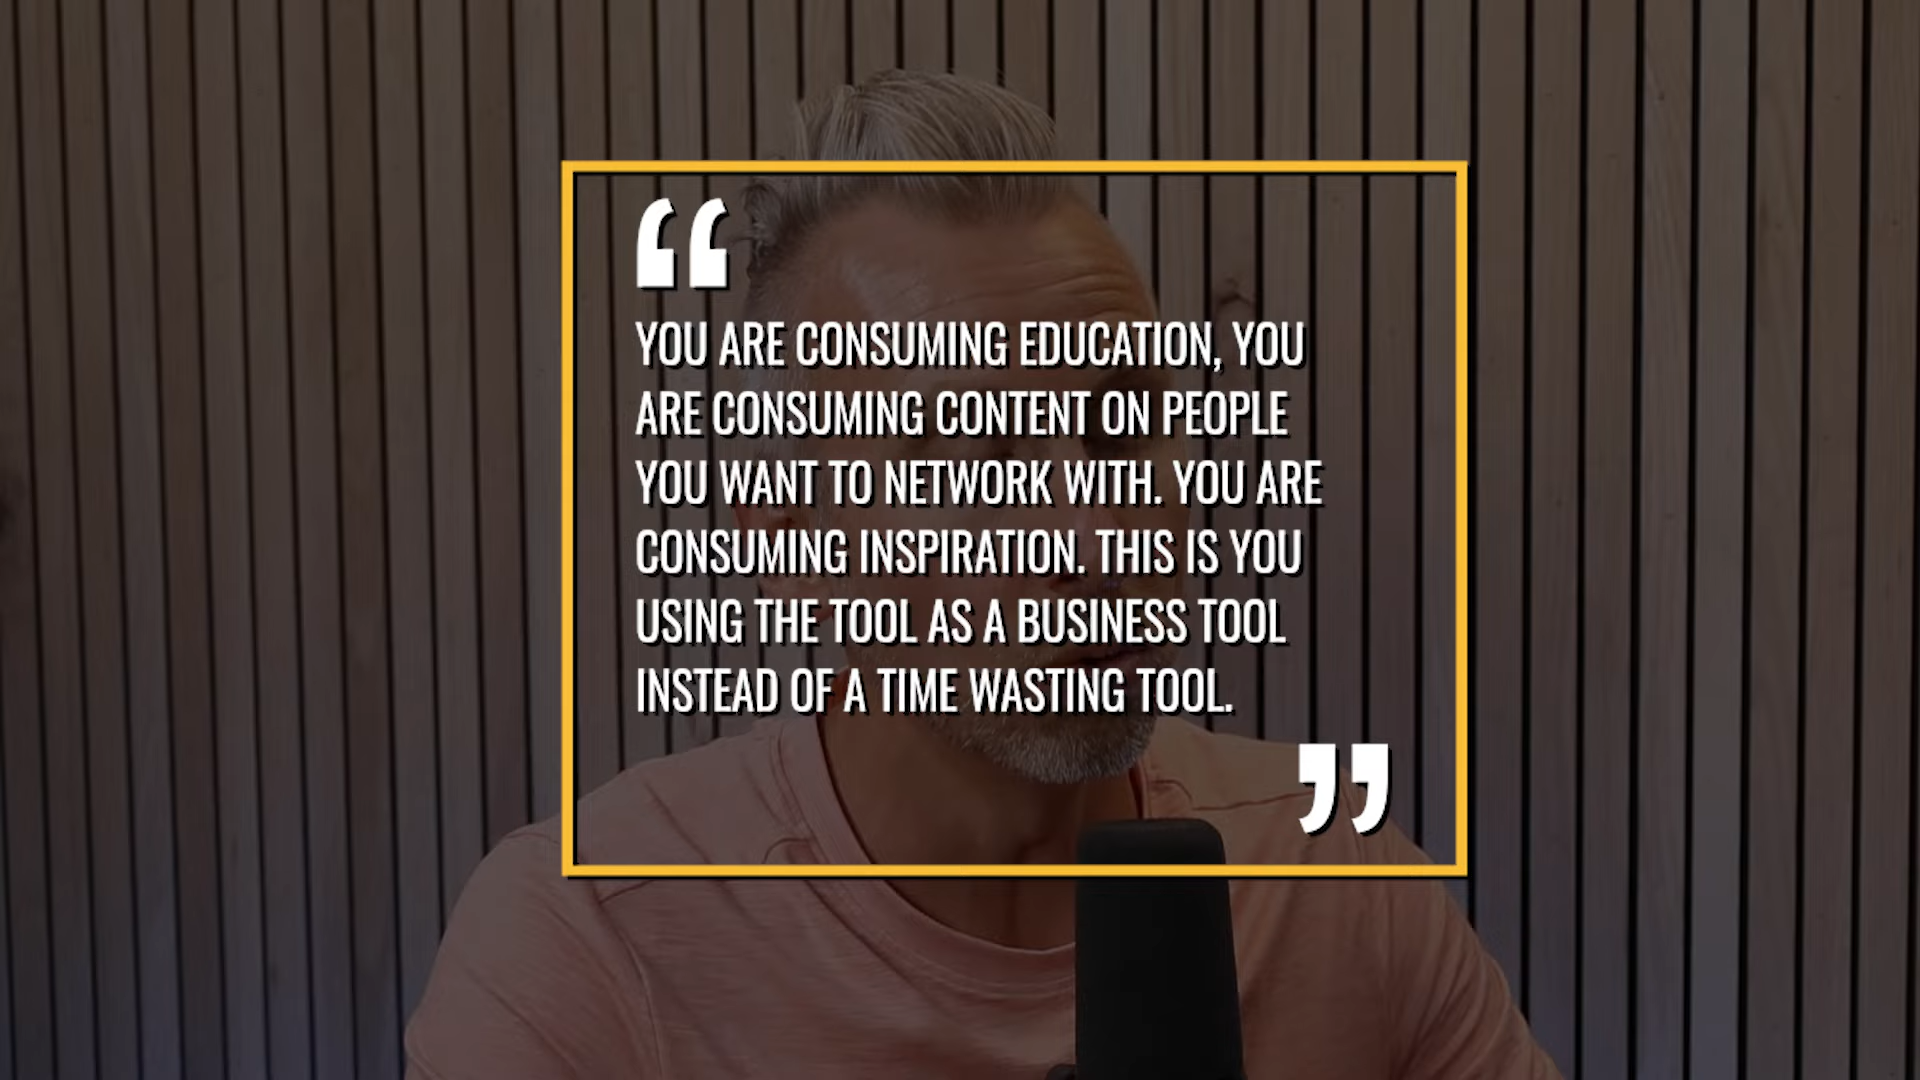 “
YOU ARE CONSUMING EDUCATION, YOU
ARE CONSUMING CONTENT ON PEOPLE
YOU WANT TO NETWORK WITH. YOU ARE
CONSUMING INSPIRATION. THIS IS YOU
USING THE TOOL AS A BUSINESS TOOL
INSTEAD OF A TIME WASTING TOOL.
”